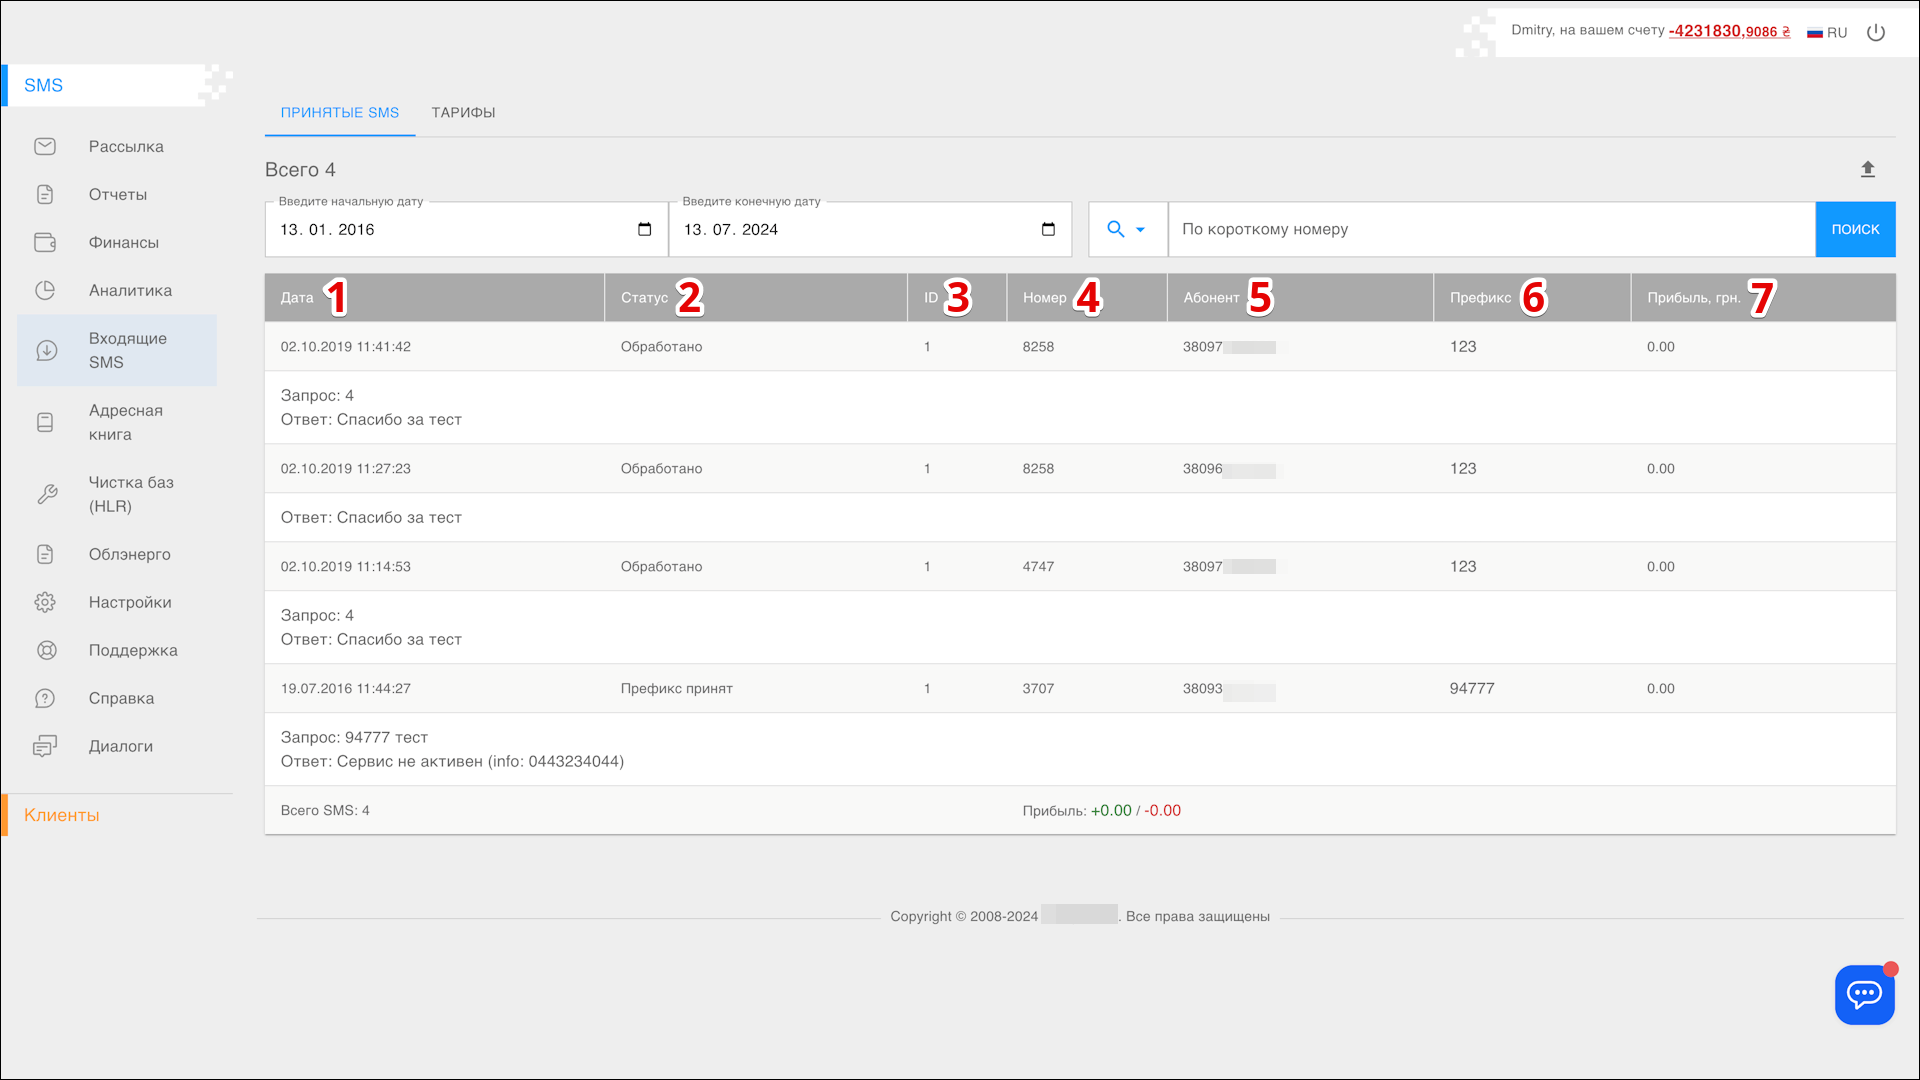 Dmitry, на вашем счету -4231830,9086 ₴ RU
SMS
Рассылка
Отчеты
Финансы
Аналитика
Входящие
SMS
Адресная
книга
Чистка баз
(HLR)
Облэнерго
Настройки
Поддержка
Справка
Диалоги
Клиенты
ПРИНЯТЫЕ SMS ТАРИФЫ
Всего 4
Введите начальную дату Введите конечную дату
13. 01. 2016 13. 07. 2024 По короткому номеру ПОИСК
Дата 1 Статус 2 ID 3 Номер 4 Абонент 5 Префикс 6 Прибыль, грн. 7
02.10.2019 11:41:42 Обработано 1 8258 38097 123 0.00
Запрос: 4
Ответ: Спасибо за тест
02.10.2019 11:27:23 Обработано 1 8258 38096 123 0.00
Ответ: Спасибо за тест
02.10.2019 11:14:53 Обработано 1 4747 38097 123 0.00
Запрос: 4
Ответ: Спасибо за тест
19.07.2016 11:44:27 Префикс принят 1 3707 38093 94777 0.00
Запрос: 94777 тест
Ответ: Сервис не активен (info: 0443234044)
Всего SMS: 4 Прибыль: +0.00 / -0.00
Copyright © 2008-2024 . Все права защищены